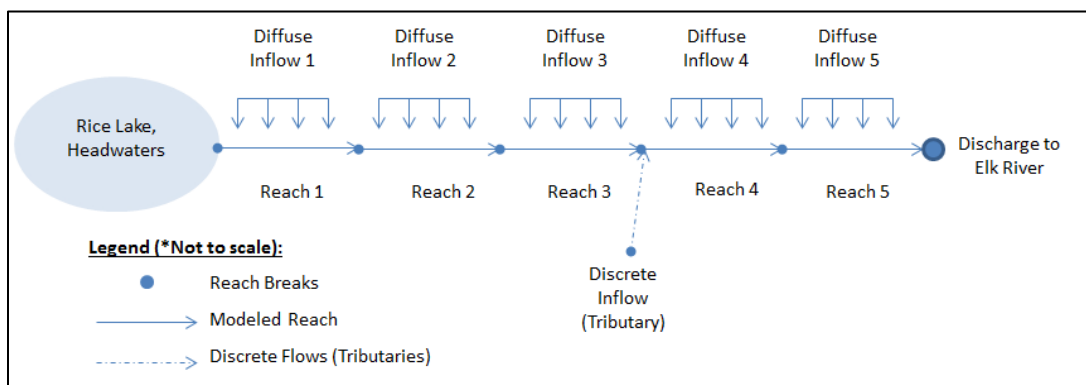 Diffuse
Inflow 1
Diffuse
Inflow 2
Diffuse
Inflow 3
Diffuse
Inflow 4
Diffuse
Inflow 5
Rice Lake,
Headwaters
Discharge to
Elk River
Reach 1
Reach 2
Reach 3
Reach 4
Reach 5
Legend (*Not to scale):
Reach Breaks
Modeled Reach
Discrete Flows (Tributaries)
Discrete
Inflow
(Tributary)